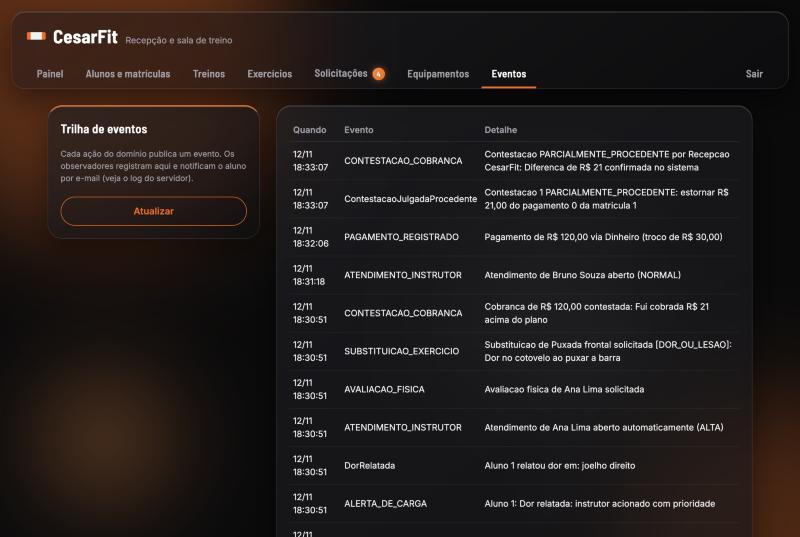 CesarFit Recepção e sala de treino
Painel Alunos e matrículas Treinos Exercícios Solicitações 4 Equipamentos Eventos Sair
Trilha de eventos
Cada ação do domínio publica um evento. Os
observadores registram aqui e notificam o aluno
por e-mail (veja o log do servidor).
Atualizar
Quando Evento Detalhe
12/11
18:33:07
CONTESTACAO_COBRANCA
Contestacao PARCIALMENTE_PROCEDENTE por Recepcao
CesarFit: Diferenca de R$ 21 confirmada no sistema
12/11
18:33:07
ContestacaoJulgadaProcedente
Contestacao 1 PARCIALMENTE_PROCEDENTE: estornar R$
21,00 do pagamento 0 da matricula 1
12/11
18:32:06
PAGAMENTO_REGISTRADO
Pagamento de R$ 120,00 via Dinheiro (troco de R$ 30,00)
12/11
18:31:18
ATENDIMENTO_INSTRUTOR
Atendimento de Bruno Souza aberto (NORMAL)
12/11
18:30:51
CONTESTACAO_COBRANCA
Cobranca de R$ 120,00 contestada: Fui cobrada R$ 21
acima do plano
12/11
18:30:51
SUBSTITUICAO_EXERCICIO
Substituicao de Puxada frontal solicitada [DOR_OU_LESAO]:
Dor no cotovelo ao puxar a barra
12/11
18:30:51
AVALIACAO_FISICA
Avaliacao fisica de Ana Lima solicitada
12/11
18:30:51
ATENDIMENTO_INSTRUTOR
Atendimento de Ana Lima aberto automaticamente (ALTA)
12/11
18:30:51
DorRelatada
Aluno 1 relatou dor em: joelho direito
12/11
18:30:51
ALERTA_DE_CARGA
Aluno 1: Dor relatada: instrutor acionado com prioridade
12/11